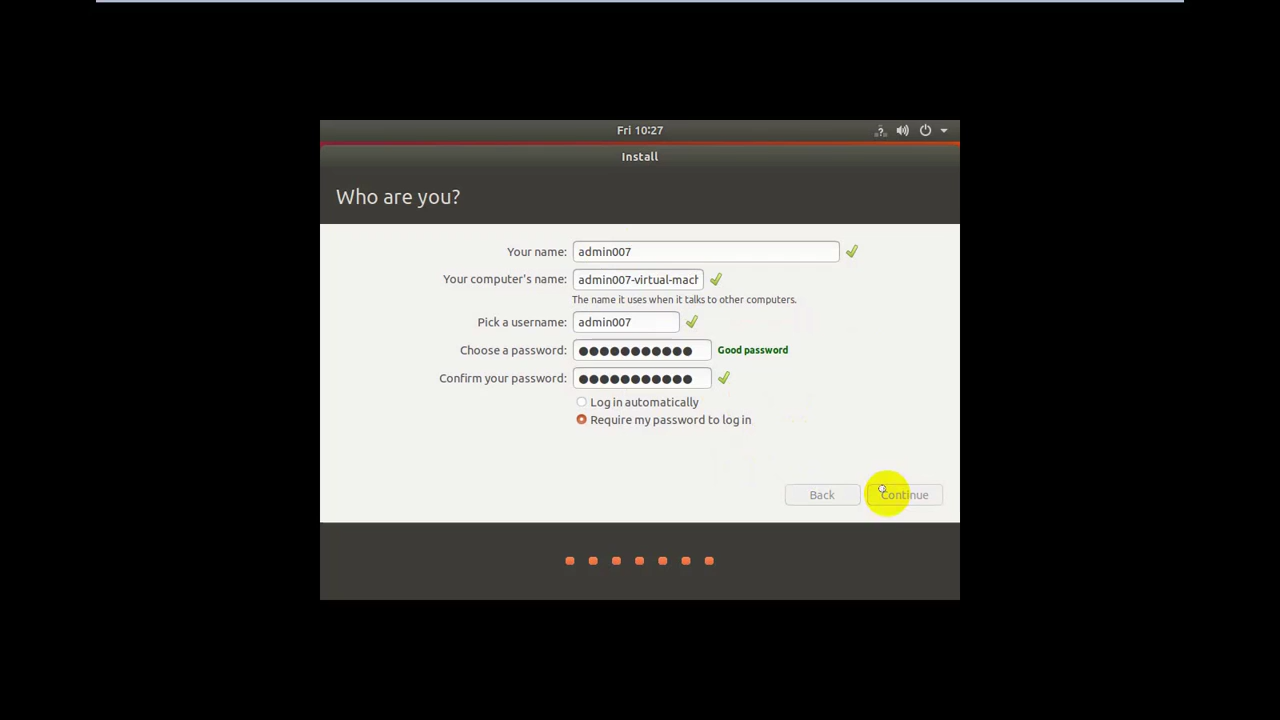 Fri 10:27
Install
Who are you?
Your name: admin007
Your computer's name: admin007-virtual-mach
The name it uses when it talks to other computers.
Pick a username: admin007
Choose a password: ●●●●●●●●●●● Good password
Confirm your password: ●●●●●●●●●●●
Log in automatically
Require my password to log in
Back Continue